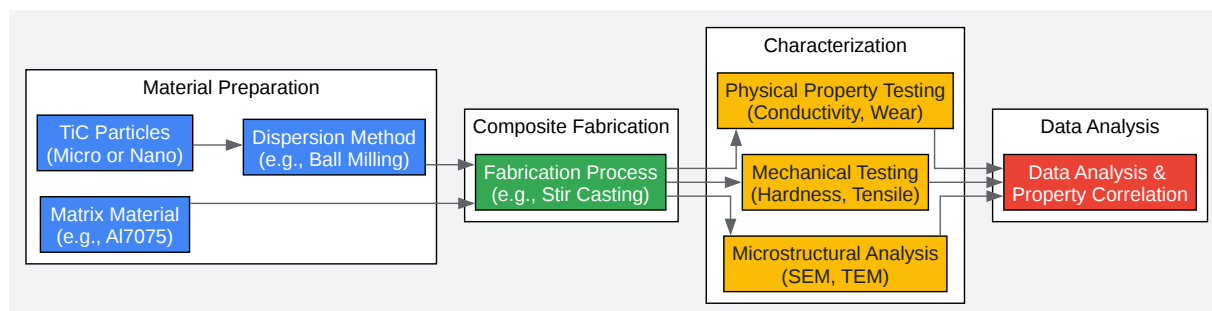 Material Preparation
TiC Particles
(Micro or Nano)
Dispersion Method
(e.g., Ball Milling)
Matrix Material
(e.g., Al7075)
Composite Fabrication
Fabrication Process
(e.g., Stir Casting)
Characterization
Physical Property Testing
(Conductivity, Wear)
Mechanical Testing
(Hardness, Tensile)
Microstructural Analysis
(SEM, TEM)
Data Analysis
Data Analysis &
Property Correlation